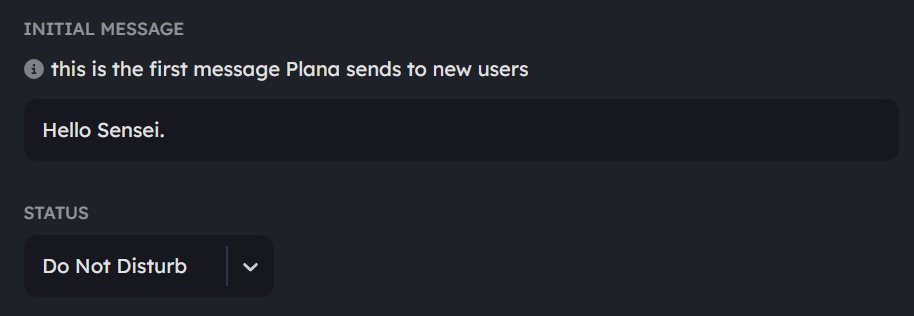 INITIAL MESSAGE
this is the first message Plana sends to new users
Hello Sensei.
STATUS
Do Not Disturb